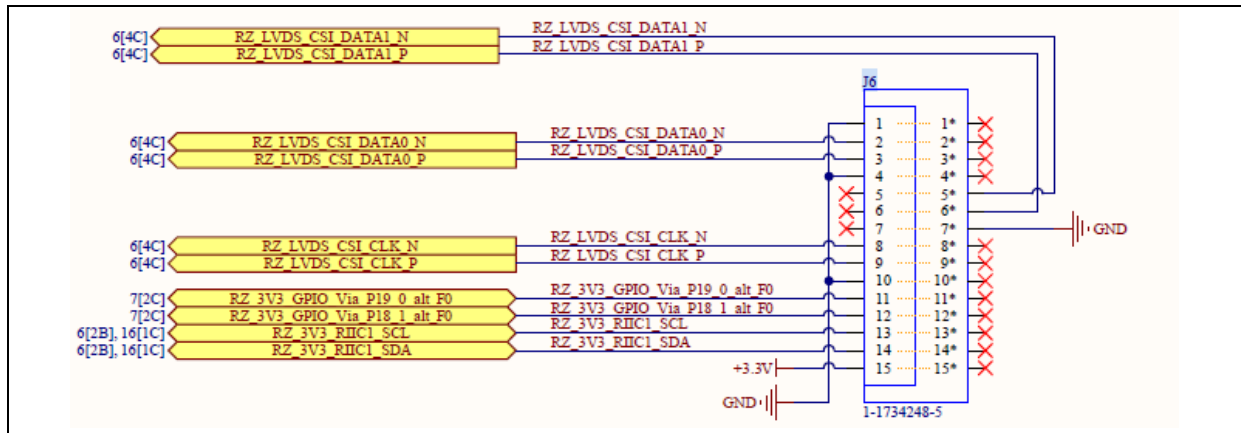 6[4C] RZ_LVDS_CSI_DATA1_N RZ_LVDS_CSI_DATA1_N
6[4C] RZ_LVDS_CSI_DATA1_P RZ_LVDS_CSI_DATA1_P
J6
1 1*
6[4C] RZ_LVDS_CSI_DATA0_N RZ_LVDS_CSI_DATA0_N 2 2*
6[4C] RZ_LVDS_CSI_DATA0_P RZ_LVDS_CSI_DATA0_P 3 3*
4 4*
5 5*
6 6*
7 7* GND
6[4C] RZ_LVDS_CSI_CLK_N RZ_LVDS_CSI_CLK_N 8 8*
6[4C] RZ_LVDS_CSI_CLK_P RZ_LVDS_CSI_CLK_P 9 9*
10 10*
7[2C] RZ_3V3_GPIO_Via_P19_0_alt_F0 RZ_3V3_GPIO_Via_P19_0_alt_F0 11 11*
7[2C] RZ_3V3_GPIO_Via_P18_1_alt_F0 RZ_3V3_GPIO_Via_P18_1_alt_F0 12 12*
6[2B], 16[1C] RZ_3V3_RIIC1_SCL RZ_3V3_RIIC1_SCL 13 13*
6[2B], 16[1C] RZ_3V3_RIIC1_SDA RZ_3V3_RIIC1_SDA 14 14*
+3.3V 15 15*
GND
1-1734248-5